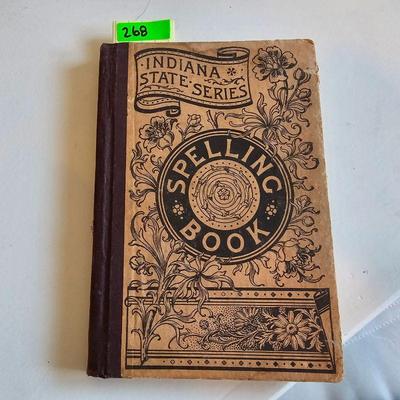 268
INDIANA
STATE · SERIES
SPELLING
BOOK